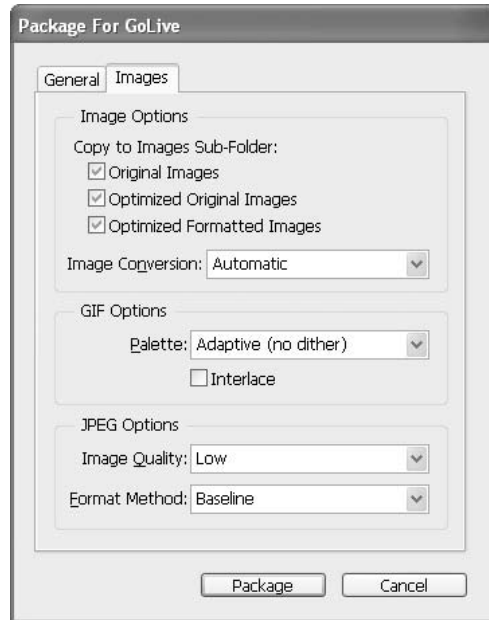 Package For GoLive
General Images
Image Options
Copy to Images Sub-Folder:
Original Images
Optimized Original Images
Optimized Formatted Images
Image Conversion: Automatic
GIF Options
Palette: Adaptive (no dither)
Interlace
JPEG Options
Image Quality: Low
Format Method: Baseline
Package Cancel